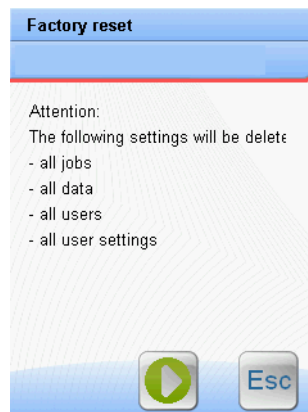 Factory reset
Attention:
The following settings will be delete
- all jobs
- all data
- all users
- all user settings
Esc